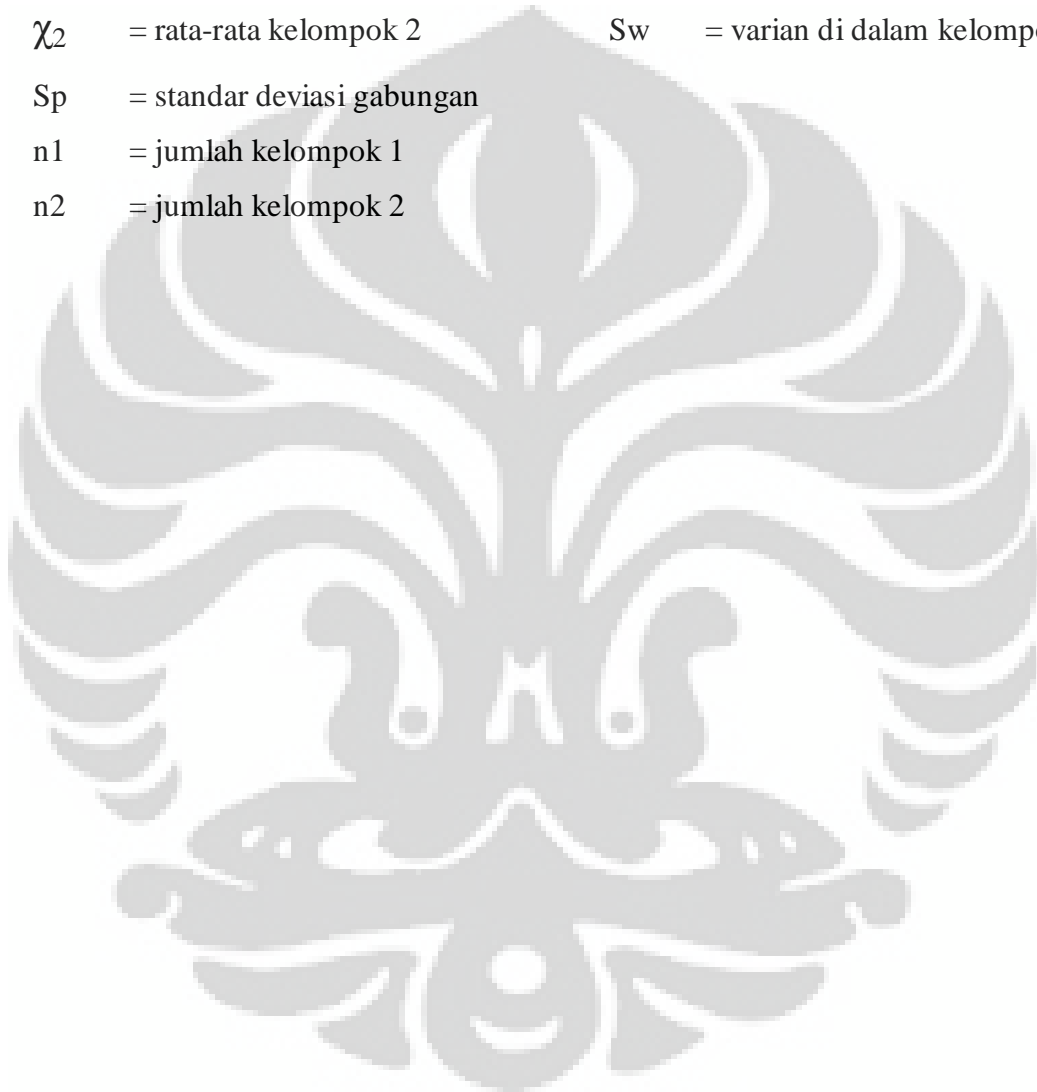 χ2 = rata-rata kelompok 2 Sw = varian di dalam
Sp = standar deviasi gabungan
n1 = jumlah kelompok 1
n2 = jumlah kelompok 2